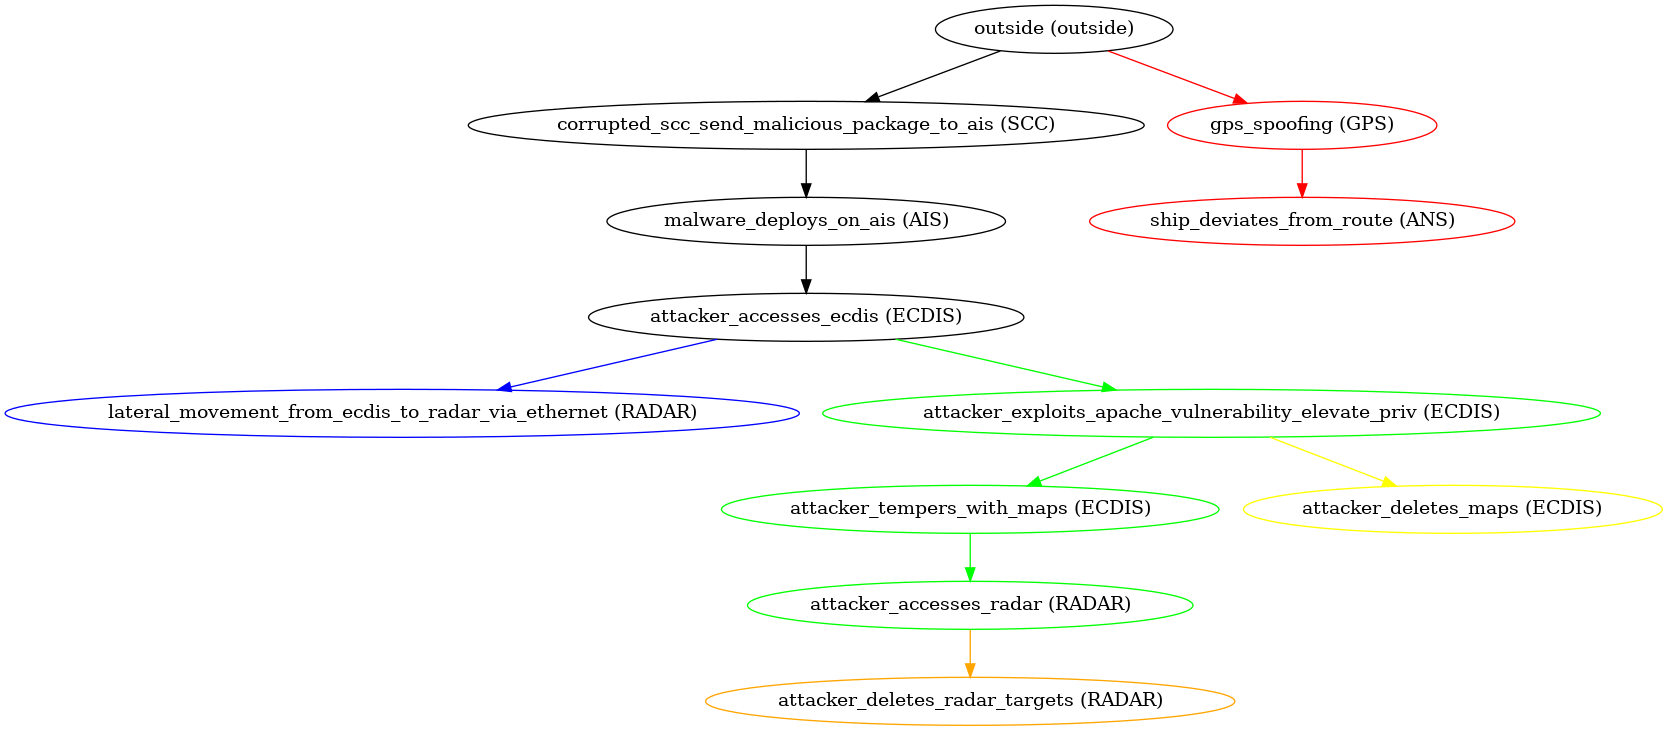 outside (outside)
corrupted_scc_send_malicious_package_to_ais (SCC)
gps_spoofing (GPS)
malware_deploys_on_ais (AIS)
ship_deviates_from_route (ANS)
attacker_accesses_ecdis (ECDIS)
lateral_movement_from_ecdis_to_radar_via_ethernet (RADAR)
attacker_exploits_apache_vulnerability_elevate_priv (ECDIS)
attacker_tempers_with_maps (ECDIS)
attacker_deletes_maps (ECDIS)
attacker_accesses_radar (RADAR)
attacker_deletes_radar_targets (RADAR)